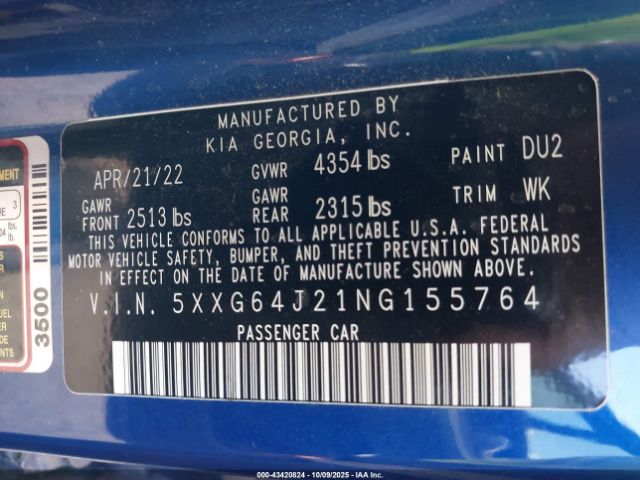 MANUFACTURED BY
KIA GEORGIA, INC.
APR/21/22 GVWR 4354 lbs PAINT DU2
GAWR FRONT 2513 lbs GAWR REAR 2315 lbs TRIM WK
THIS VEHICLE CONFORMS TO ALL APPLICABLE U.S.A. FEDERAL
MOTOR VEHICLE SAFETY, BUMPER, AND THEFT PREVENTION STANDARDS
IN EFFECT ON THE DATE OF MANUFACTURE SHOWN ABOVE.
V.I.N. 5XXG64J21NG155764
PASSENGER CAR
3500
3
lbs.
lb.
000-43420824 - 10/09/2025 - IAA Inc.